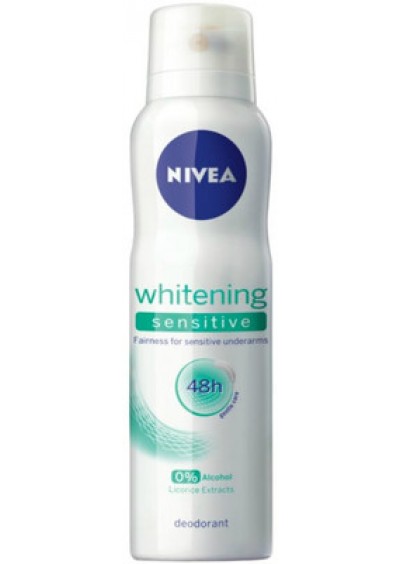 NIVEA
whitening
sensitive
Fairness for sensitive underarms
48h
0% Alcohol
Licorice Extracts
deodorant